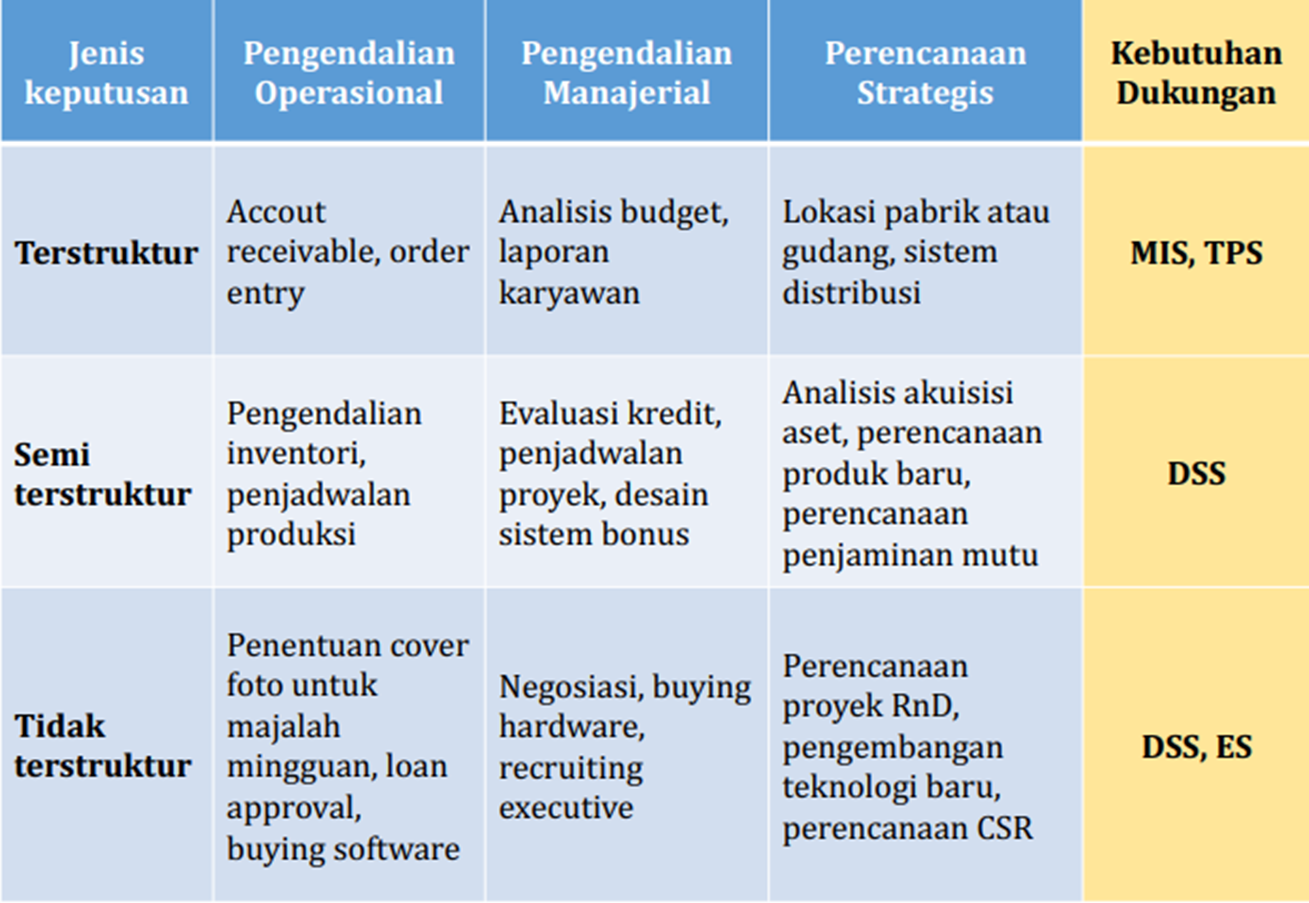 Jenis
keputusan
Pengendalian
Operasional
Pengendalian
Manajerial
Perencanaan
Strategis
Kebutuhan
Dukungan
Terstruktur
Accout
receivable, order
entry
Analisis budget,
laporan
karyawan
Lokasi pabrik atau
gudang, sistem
distribusi
MIS, TPS
Semi
terstruktur
Pengendalian
inventori,
penjadwalan
produksi
Evaluasi kredit,
penjadwalan
proyek, desain
sistem bonus
Analisis akuisisi
aset, perencanaan
produk baru,
perencanaan
penjaminan mutu
DSS
Tidak
terstruktur
Penentuan cover
foto untuk
majalah
mingguan, loan
approval,
buying software
Negosiasi, buying
hardware,
recruiting
executive
Perencanaan
proyek RnD,
pengembangan
teknologi baru,
perencanaan CSR
DSS, ES